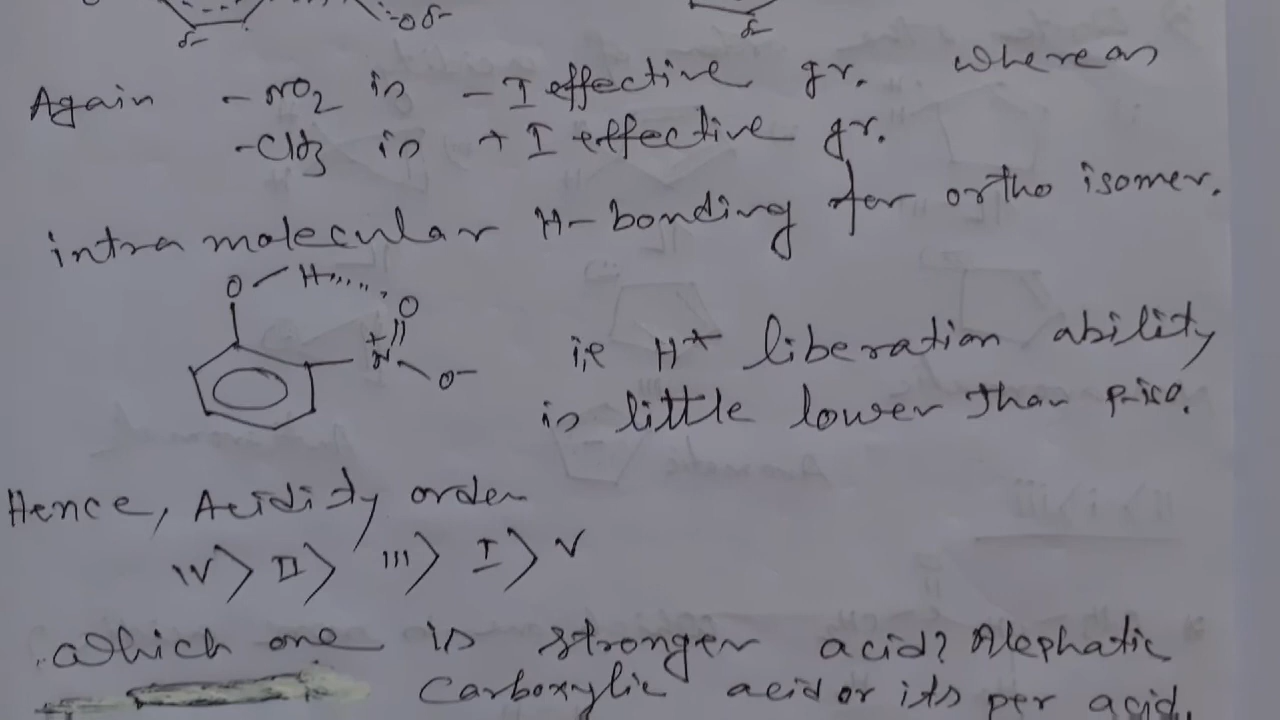 δ- -O δ- δ-
Again -NO2 is -I effective gr. whereas
-CH3 is +I effective gr.
intra molecular H-bonding for ortho isomer.
O-H O
N+ O-
i.e H+ liberation ability
is little lower than p-iso.
Hence, Acidity order
IV > II > III > I > V
Which one is stronger acid? Alephatic
Carboxylic acid or its per acid.